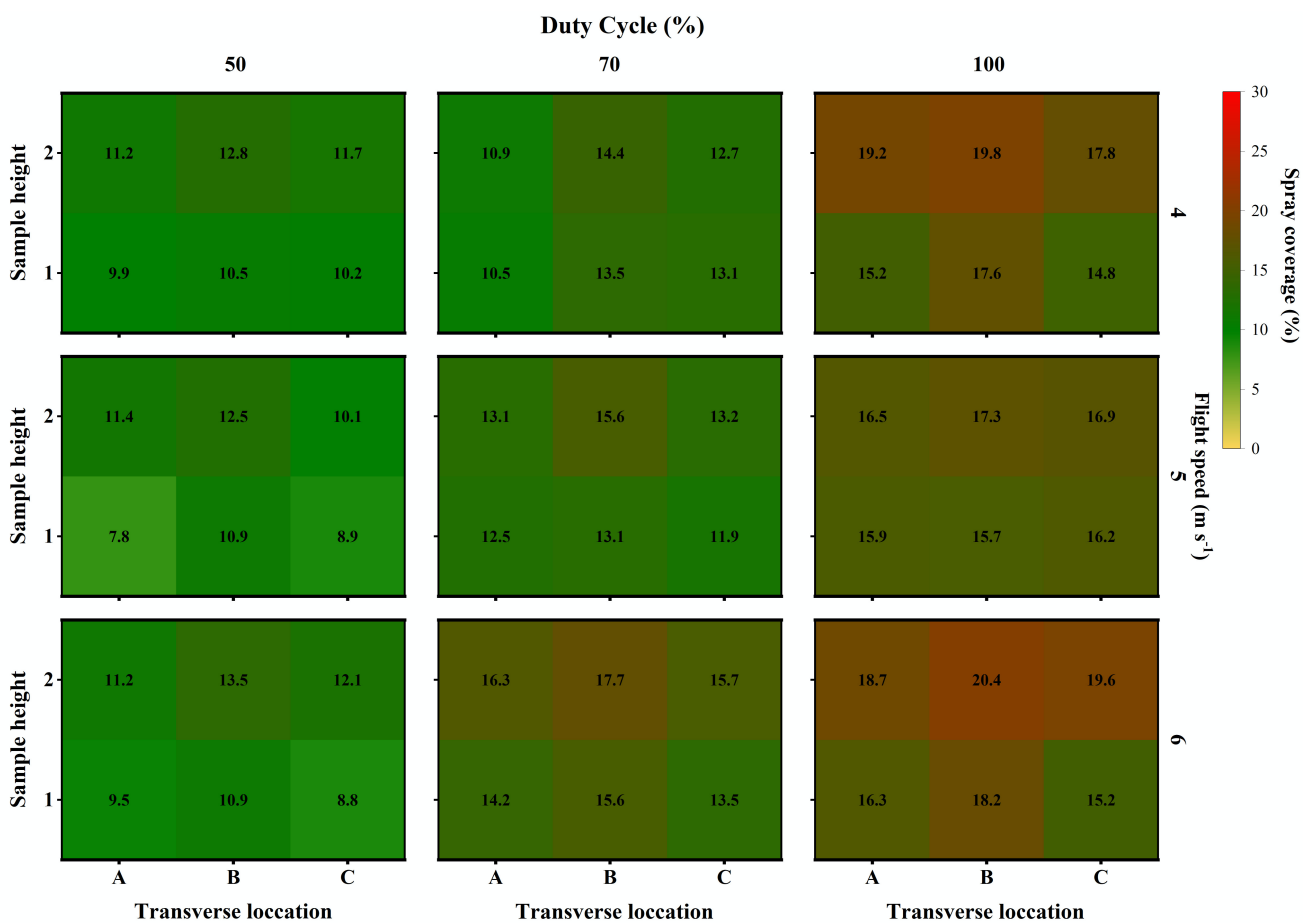 Duty Cycle (%)
50 70 100
Sample height
2 11.2 12.8 11.7 10.9 14.4 12.7 19.2 19.8 17.8
1 9.9 10.5 10.2 10.5 13.5 13.1 15.2 17.6 14.8
4
Sample height
2 11.4 12.5 10.1 13.1 15.6 13.2 16.5 17.3 16.9
1 7.8 10.9 8.9 12.5 13.1 11.9 15.9 15.7 16.2
5
Flight speed (m s-1)
Sample height
2 11.2 13.5 12.1 16.3 17.7 15.7 18.7 20.4 19.6
1 9.5 10.9 8.8 14.2 15.6 13.5 16.3 18.2 15.2
6
A B C A B C A B C
Transverse loccation Transverse loccation Transverse loccation
30
25
20
15
10
5
0
Spray coverage (%)